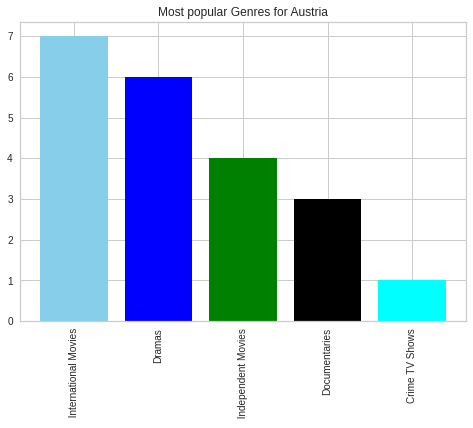 Most popular Genres for Austria
7
6
5
4
3
2
1
0
International Movies
Dramas
Independent Movies
Documentaries
Crime TV Shows